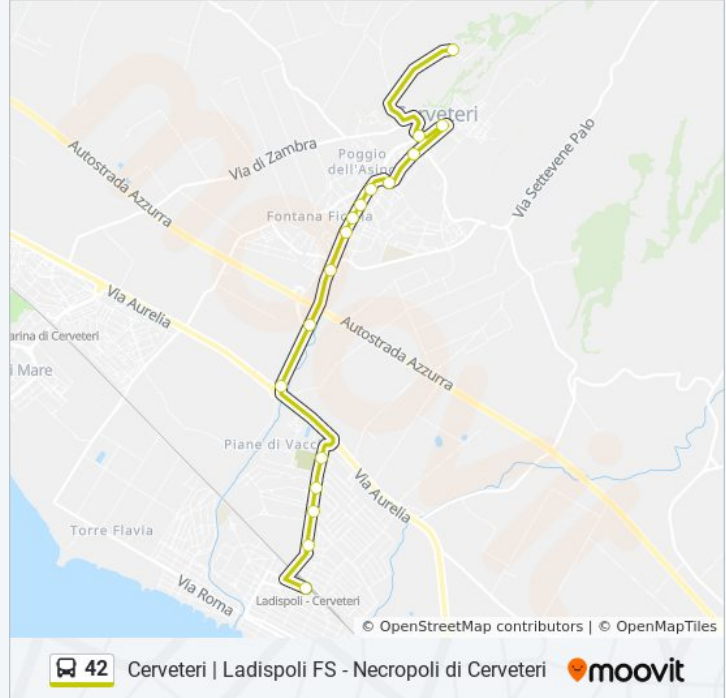 Cerveteri
Via di Zambra
Poggio
dell'Asino
Via Settevene Palo
Autostrada Azzurra
Fontana
Via Aurelia
Autostrada Azzurra
arina di Cerveteri
i Mare
Piane di Vacc
Via Aurelia
Torre Flavia
Via Roma
Ladispoli - Cerveteri
© OpenStreetMap contributors | © OpenMapTiles
42 Cerveteri | Ladispoli FS - Necropoli di Cerveteri moovit